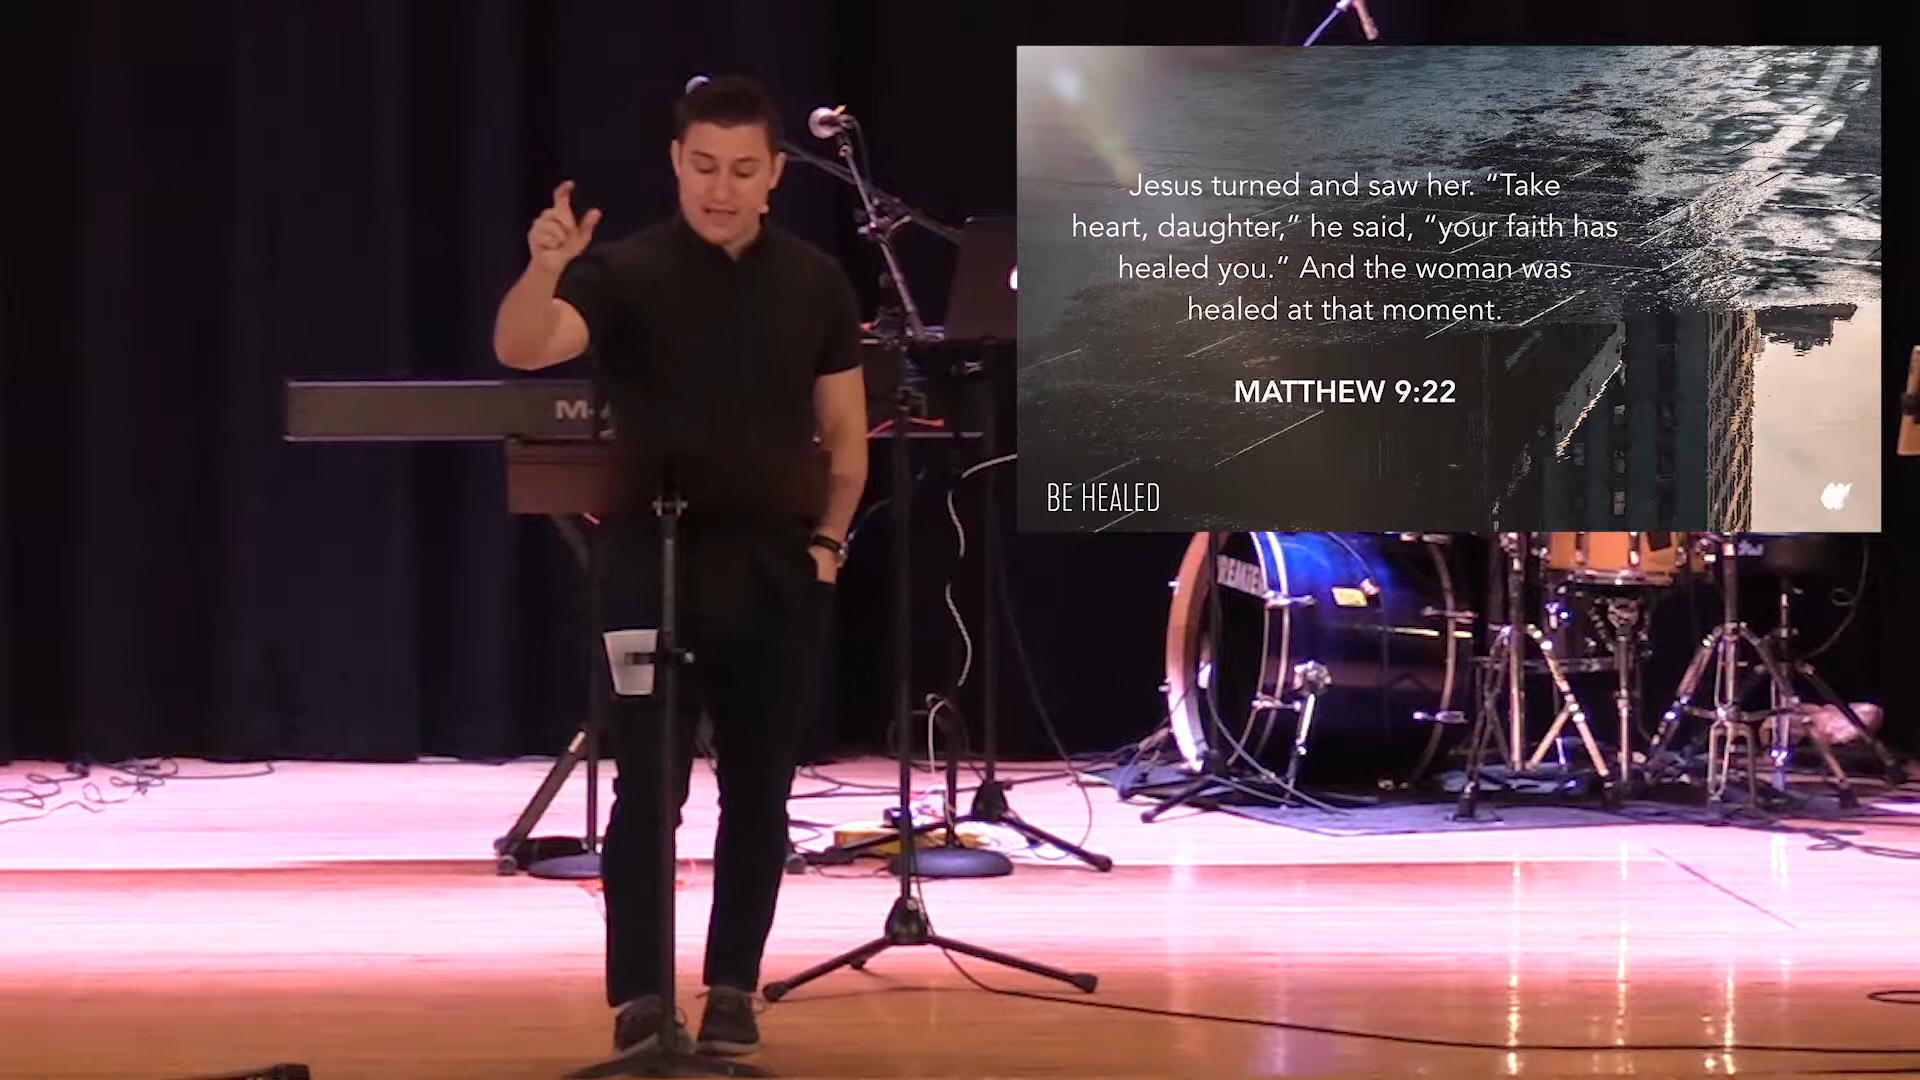 Jesus turned and saw her. “Take
heart, daughter,” he said, “your faith has
healed you.” And the woman was
healed at that moment.
MATTHEW 9:22
BE HEALED